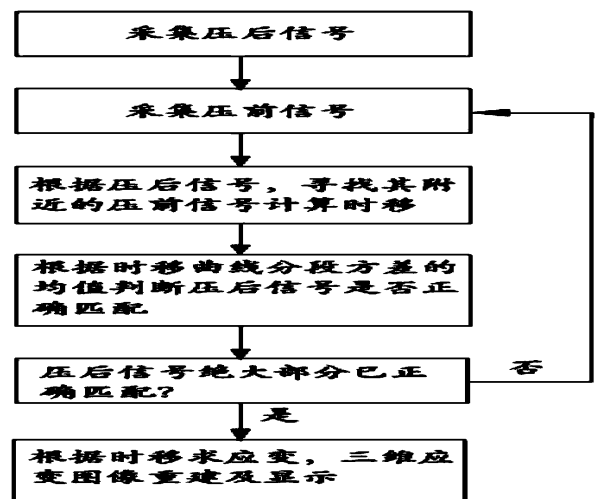 采集压后信号
采集压前信号
根据压后信号，寻找其附
近的压前信号计算时移
根据时移曲线分段方差的
均值判断压后信号是否正
确匹配
压后信号绝大部分已正
确匹配？
否
是
根据时移求应变，三维应
变图像重建及显示